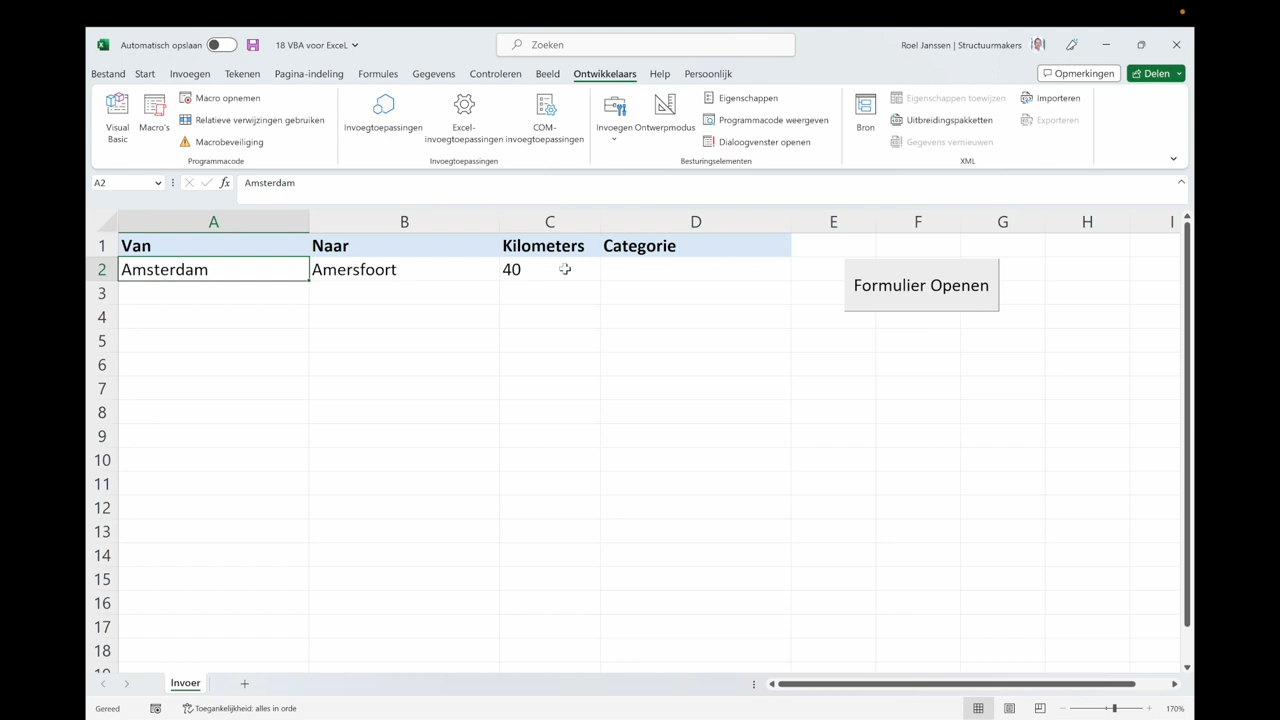 Automatisch opslaan
18 VBA voor ExceL
Zoeken
Roel Janssen | Structuurmakers
Bestand Start Invoegen Tekenen Pagina-indeling Formules Gegevens Controleren Beeld Ontwikkelaars Help Persoonlijk
Opmerkingen
Delen
Visual Basic
Macro's
Macro opnemen
Relatieve verwijzingen gebruiken
Macrobeveiliging
Programmacode
Invoegtoepassingen
Excel-invoegtoepassingen
COM-invoegtoepassingen
Invoegtoepassingen
Invoegen
Ontwerpmodus
Eigenschappen
Programmacode weergeven
Dialoogvenster openen
Besturingselementen
Bron
Eigenschappen toewijzen
Uitbreidingspakketten
Gegevens vernieuwen
Importeren
Exporteren
XML
A2
fx
Amsterdam
A B C D E F G H I
1 Van Naar Kilometers Categorie
2 Amsterdam Amersfoort 40
Formulier Openen
3
4
5
6
7
8
9
10
11
12
13
14
15
16
17
18
Invoer
Gereed
Toegankelijkheid: alles in orde
170%